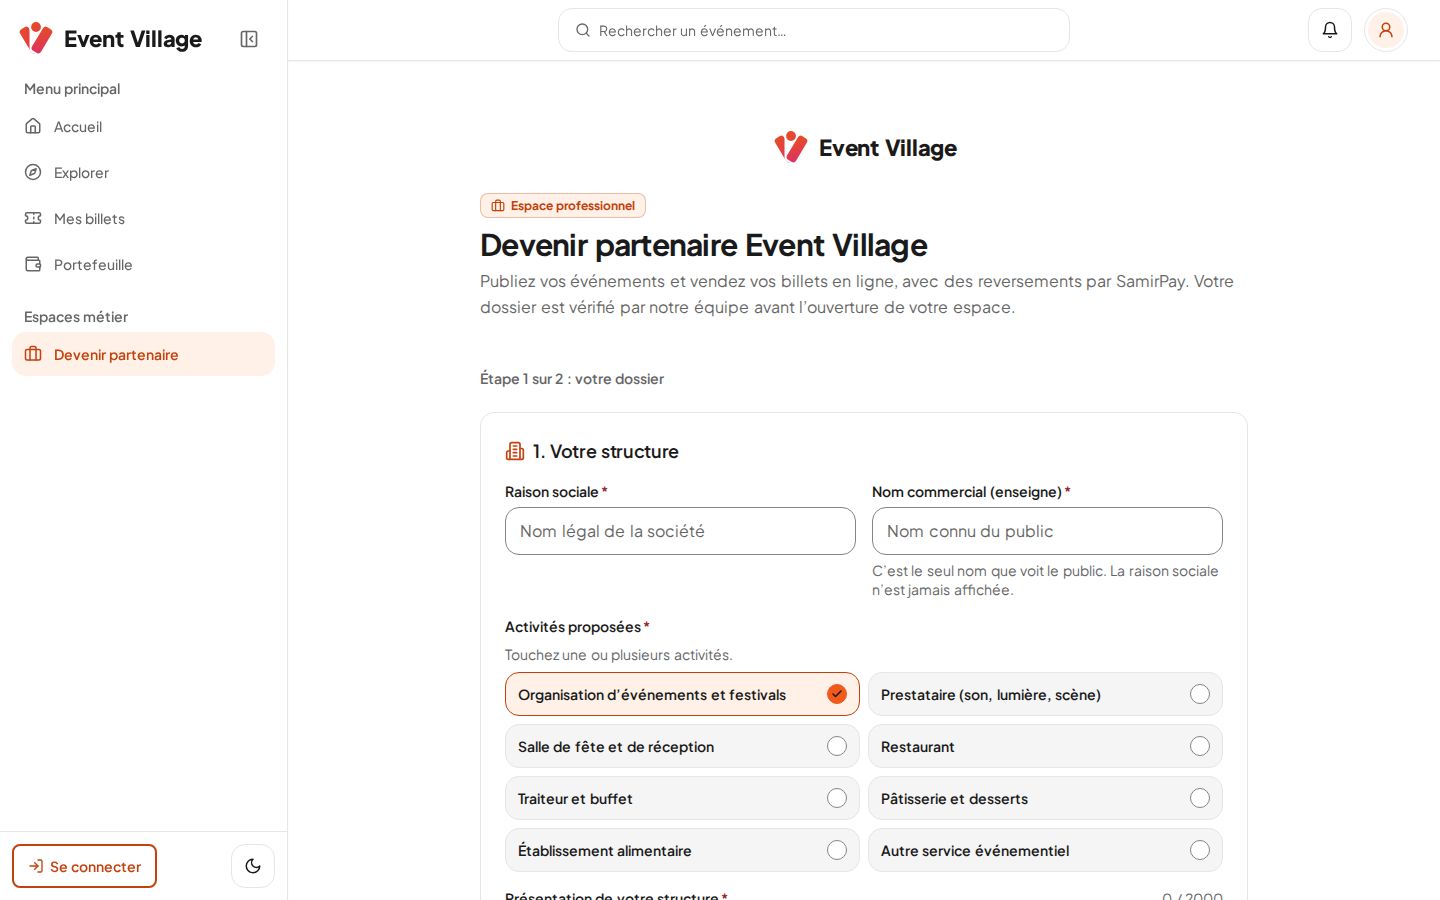 Event Village
Rechercher un événement...
Menu principal
Accueil
Explorer
Mes billets
Portefeuille
Espaces métier
Devenir partenaire
Se connecter
Event Village
Espace professionnel
Devenir partenaire Event Village
Publiez vos événements et vendez vos billets en ligne, avec des reversements par SamirPay. Votre
dossier est vérifié par notre équipe avant l'ouverture de votre espace.
Étape 1 sur 2 : votre dossier
1. Votre structure
Raison sociale *
Nom commercial (enseigne) *
Nom légal de la société
Nom connu du public
C'est le seul nom que voit le public. La raison sociale
n'est jamais affichée.
Activités proposées *
Touchez une ou plusieurs activités.
Organisation d'événements et festivals
Prestataire (son, lumière, scène)
Salle de fête et de réception
Restaurant
Traiteur et buffet
Pâtisserie et desserts
Établissement alimentaire
Autre service événementiel
Présentation de votre structure *
0 / 2000